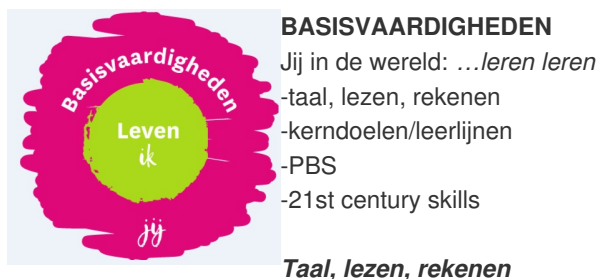 Basisvaardigheden
Leven
ik
jij
BASISVAARDIGHEDEN
Jij in de wereld: …leren leren
-taal, lezen, rekenen
-kerndoelen/leerlijnen
-PBS
-21st century skills
Taal, lezen, rekenen